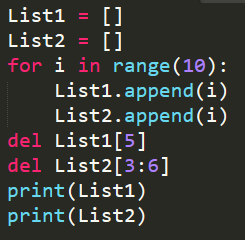 List1 = []
List2 = []
for i in range(10):
    List1.append(i)
    List2.append(i)
del List1[5]
del List2[3:6]
print(List1)
print(List2)